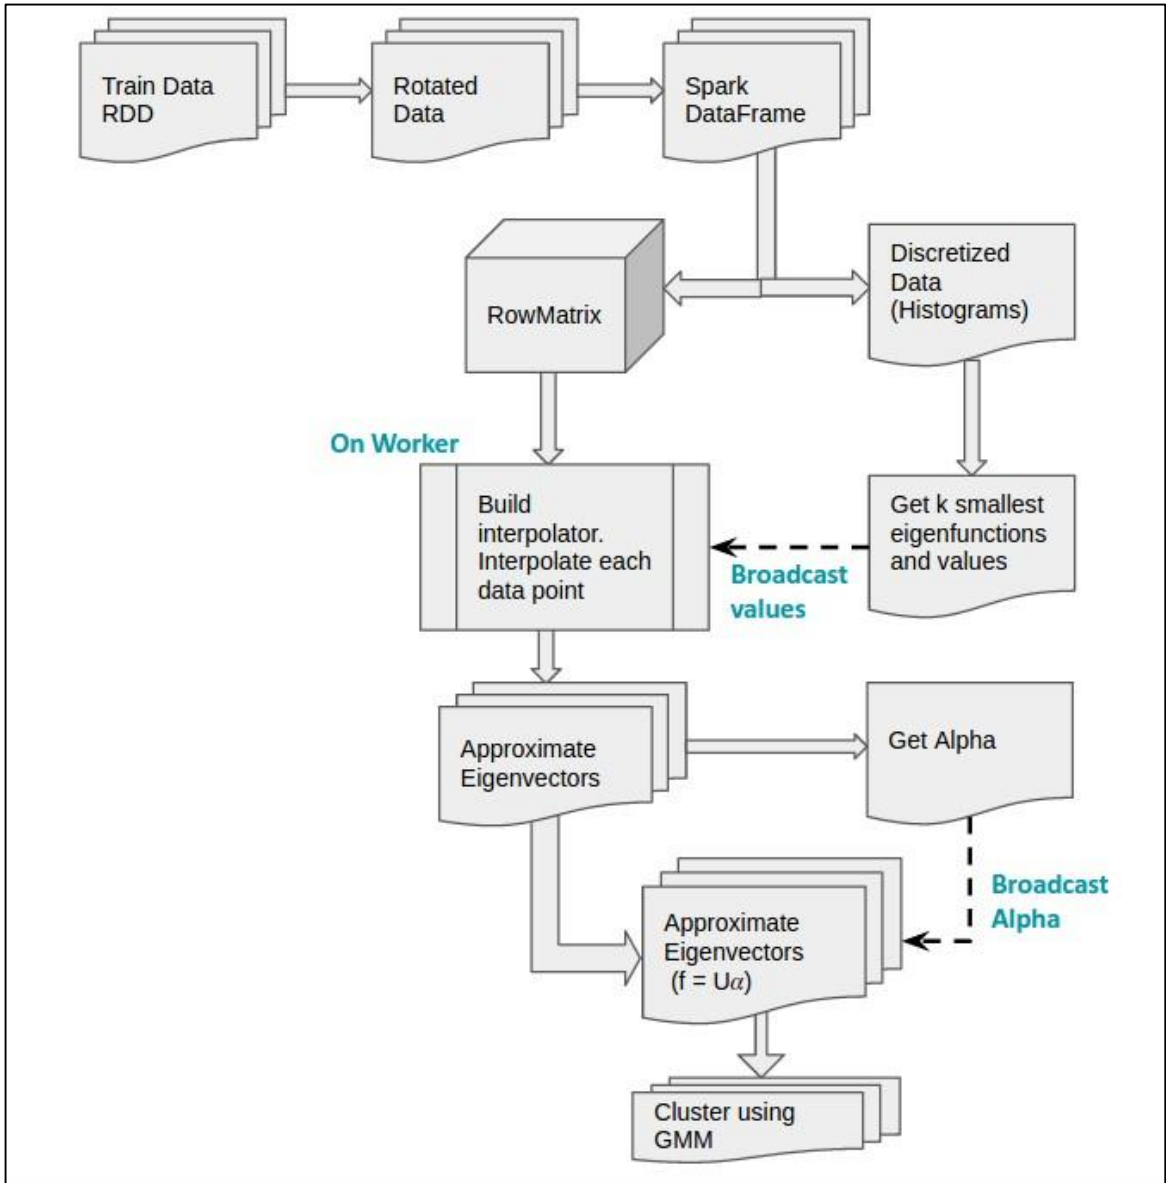 Train Data
RDD
Rotated
Data
Spark
DataFrame
RowMatrix
Discretized
Data
(Histograms)
On Worker
Build
interpolator.
Interpolate each
data point
Get k smallest
eigenfunctions
and values
Broadcast
values
Approximate
Eigenvectors
Get Alpha
Approximate
Eigenvectors
(f = Uα)
Broadcast
Alpha
Cluster using
GMM